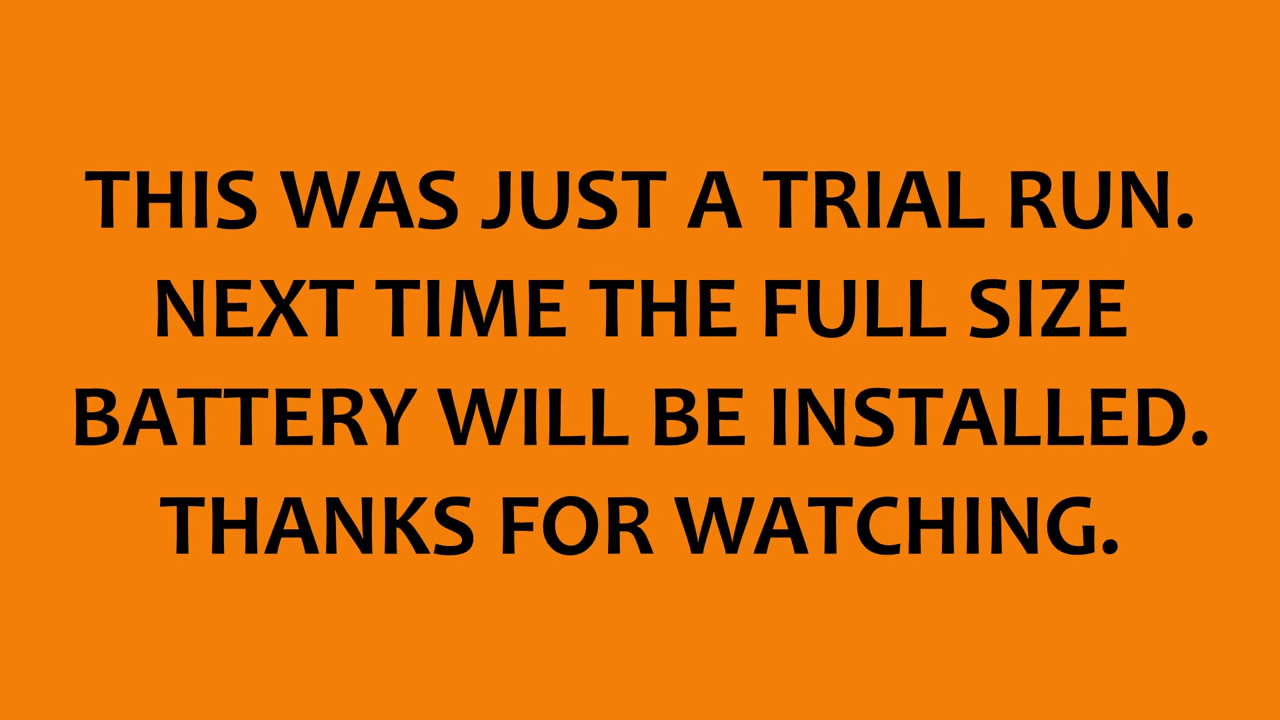 THIS WAS JUST A TRIAL RUN.
NEXT TIME THE FULL SIZE
BATTERY WILL BE INSTALLED.
THANKS FOR WATCHING.